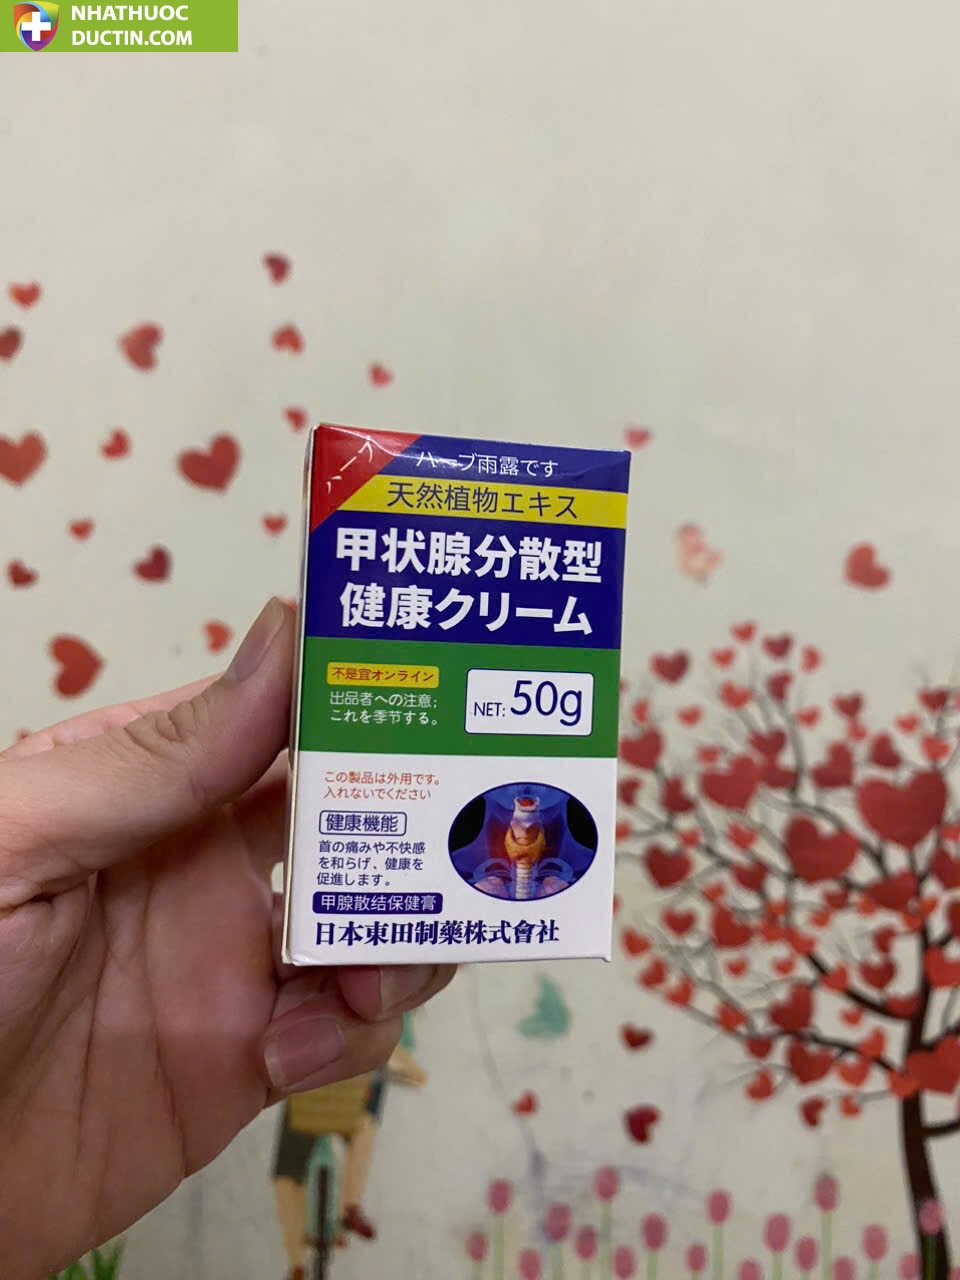 NHATHUOC
DUCTIN.COM
ハーブ
ハーブ雨露です
天然植物エキス
甲状腺分散型
健康クリーム
不是宜オンライン
出品者への注意;
これを季节する。
NET: 50g
この製品は外用です。
入れないでください
健康機能
首の痛みや不快感
を和らげ、健康を
促進します。
甲腺散结保健膏
日本東田制藥株式會社